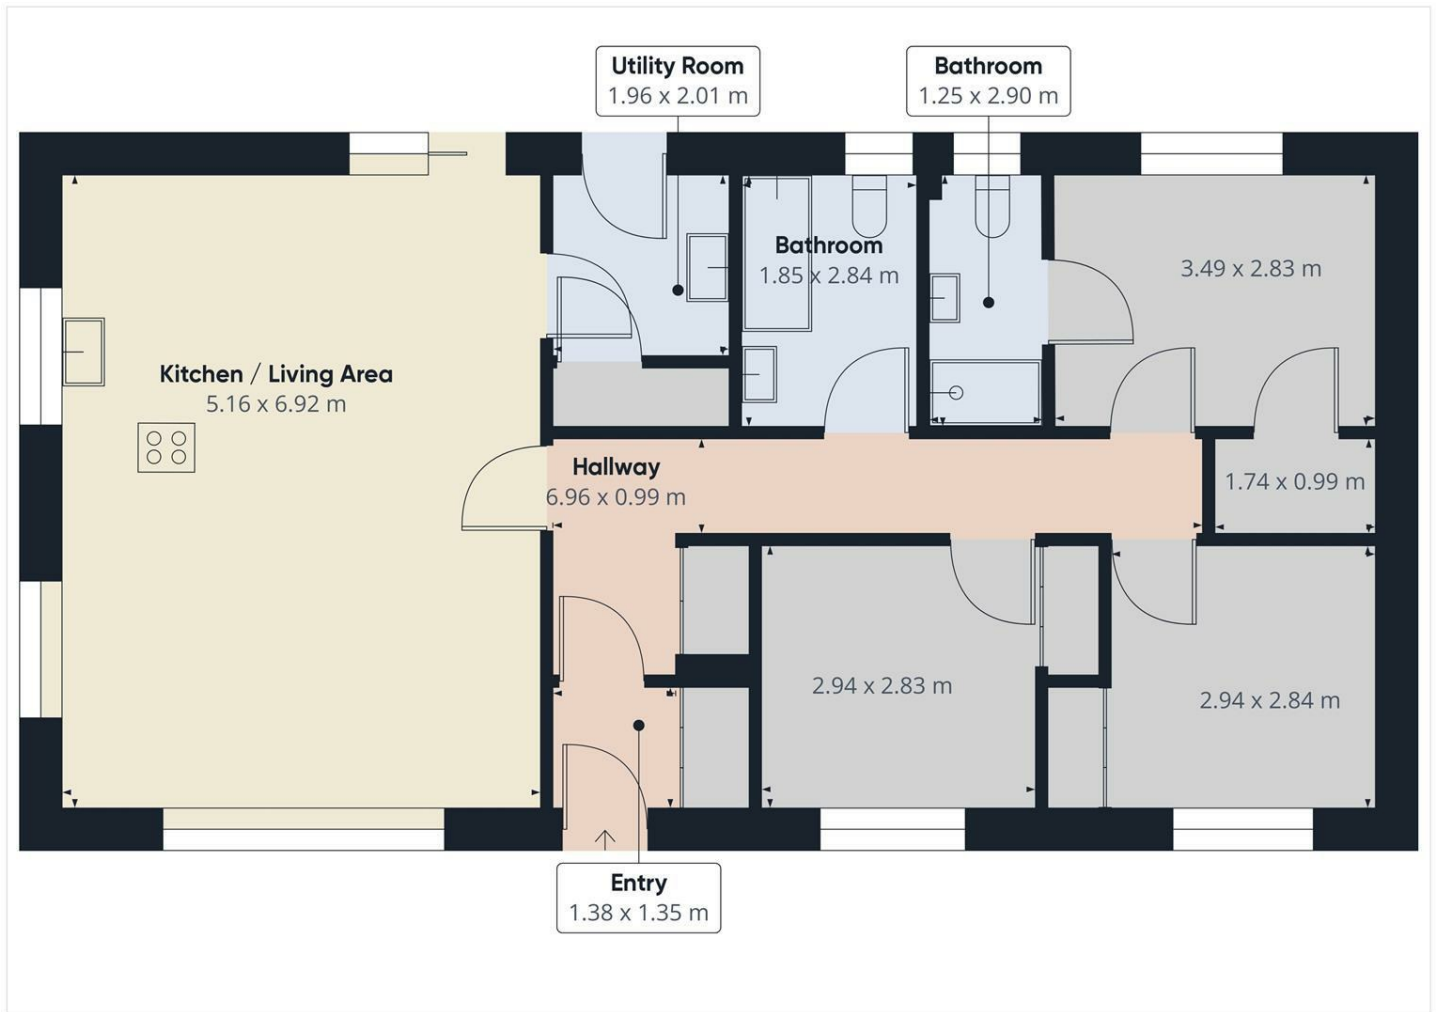 Utility Room
1.96 x 2.01 m
Bathroom
1.25 x 2.90 m
Bathroom
1.85 x 2.84 m
3.49 x 2.83 m
Kitchen / Living Area
5.16 x 6.92 m
Hallway
6.96 x 0.99 m
1.74 x 0.99 m
2.94 x 2.83 m
2.94 x 2.84 m
Entry
1.38 x 1.35 m